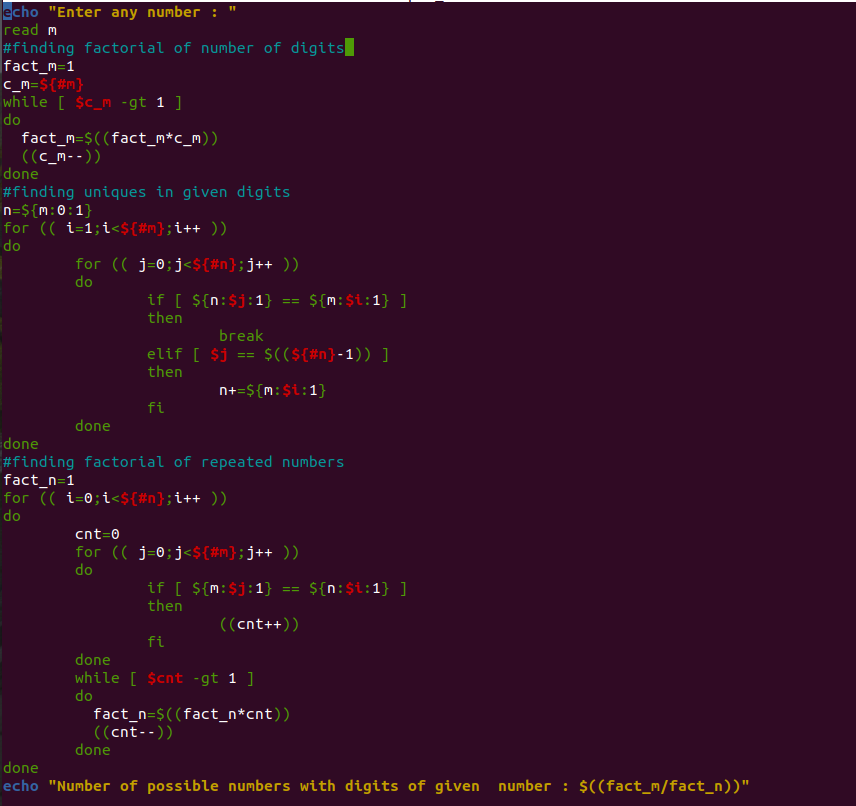 echo "Enter any number : "
read m
#finding factorial of number of digits
fact_m=1
c_m=${#m}
while [ $c_m -gt 1 ]
do
  fact_m=$((fact_m*c_m))
  ((c_m--))
done
#finding uniques in given digits
n=${m:0:1}
for (( i=1;i<${#m};i++ ))
do
        for (( j=0;j<${#n};j++ ))
        do
                if [ ${n:$j:1} == ${m:$i:1} ]
                then
                        break
                elif [ $j == $((${#n}-1)) ]
                then
                        n+=${m:$i:1}
                fi
        done
done
#finding factorial of repeated numbers
fact_n=1
for (( i=0;i<${#n};i++ ))
do
        cnt=0
        for (( j=0;j<${#m};j++ ))
        do
                if [ ${m:$j:1} == ${n:$i:1} ]
                then
                        ((cnt++))
                fi
        done
        while [ $cnt -gt 1 ]
        do
          fact_n=$((fact_n*cnt))
          ((cnt--))
        done
done
echo "Number of possible numbers with digits of given  number : $((fact_m/fact_n))"